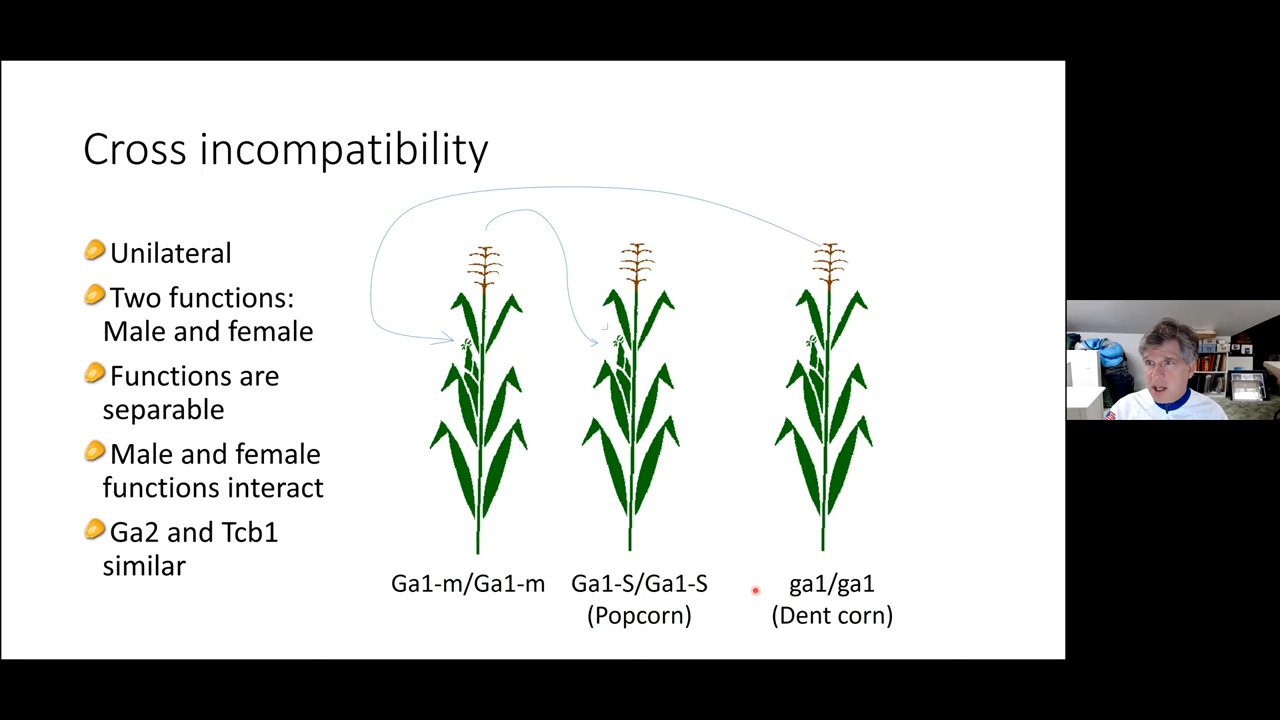 Cross incompatibility
Unilateral
Two functions:
Male and female
Functions are
separable
Male and female
functions interact
Ga2 and Tcb1
similar
Ga1-m/Ga1-m
Ga1-S/Ga1-S
(Popcorn)
ga1/ga1
(Dent corn)